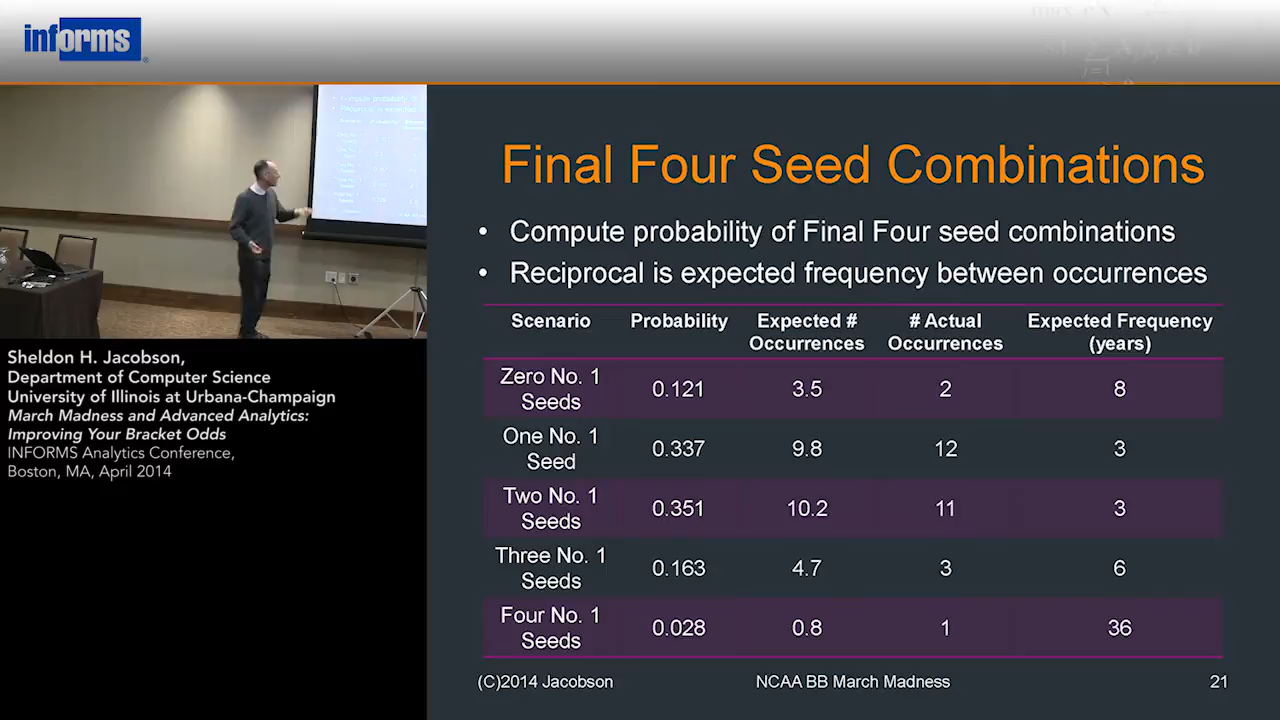 informs
Final Four Seed Combinations
• Compute probability of Final Four seed combinations
• Reciprocal is expected frequency between occurrences
Scenario Probability Expected # Occurrences # Actual Occurrences Expected Frequency (years)
Zero No. 1 Seeds 0.121 3.5 2 8
One No. 1 Seed 0.337 9.8 12 3
Two No. 1 Seeds 0.351 10.2 11 3
Three No. 1 Seeds 0.163 4.7 3 6
Four No. 1 Seeds 0.028 0.8 1 36
(C)2014 Jacobson NCAA BB March Madness 21
Sheldon H. Jacobson,
Department of Computer Science
University of Illinois at Urbana-Champaign
March Madness and Advanced Analytics:
Improving Your Bracket Odds
INFORMS Analytics Conference,
Boston, MA, April 2014